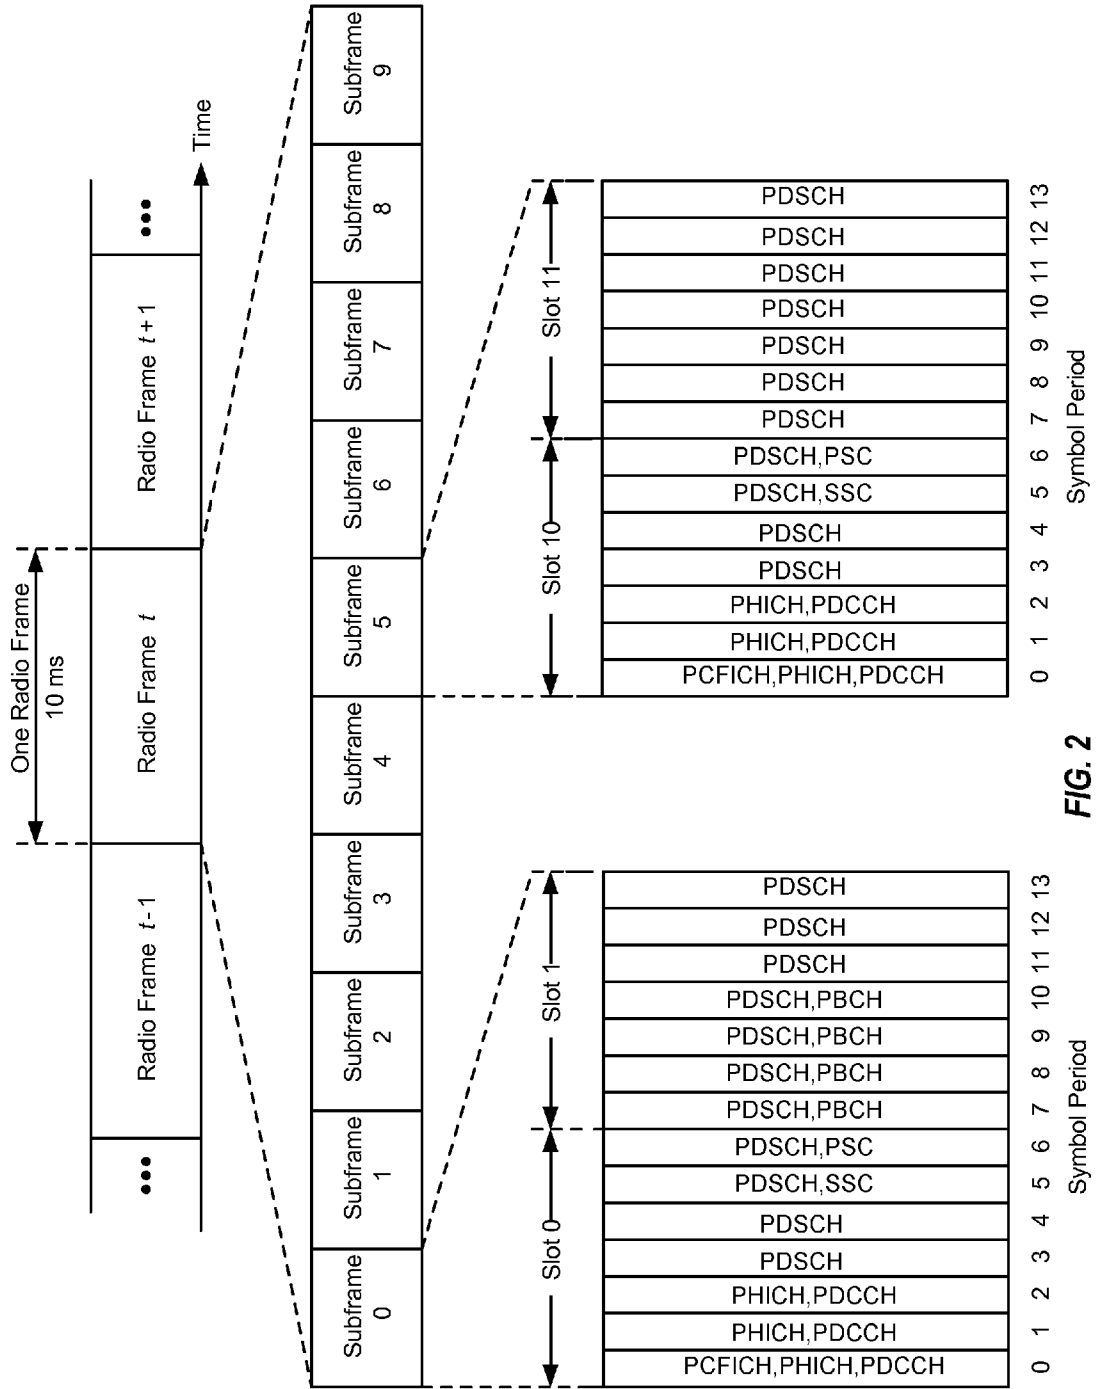 One Radio Frame
10 ms
Radio Frame t-1
Radio Frame t
Radio Frame t+1
Time
Subframe
0
Subframe
1
Subframe
2
Subframe
3
Subframe
4
Subframe
5
Subframe
6
Subframe
7
Subframe
8
Subframe
9
Slot 0
Slot 1
PCFICH,PHICH,PDCCH
PHICH,PDCCH
PHICH,PDCCH
PDSCH
PDSCH
PDSCH,SSC
PDSCH,PSC
PDSCH,PBCH
PDSCH,PBCH
PDSCH,PBCH
PDSCH,PBCH
PDSCH
PDSCH
PDSCH
0 1 2 3 4 5 6 7 8 9 10 11 12 13
Symbol Period
Slot 10
Slot 11
PCFICH,PHICH,PDCCH
PHICH,PDCCH
PHICH,PDCCH
PDSCH
PDSCH
PDSCH,SSC
PDSCH,PSC
PDSCH
PDSCH
PDSCH
PDSCH
PDSCH
PDSCH
PDSCH
0 1 2 3 4 5 6 7 8 9 10 11 12 13
Symbol Period
FIG. 2